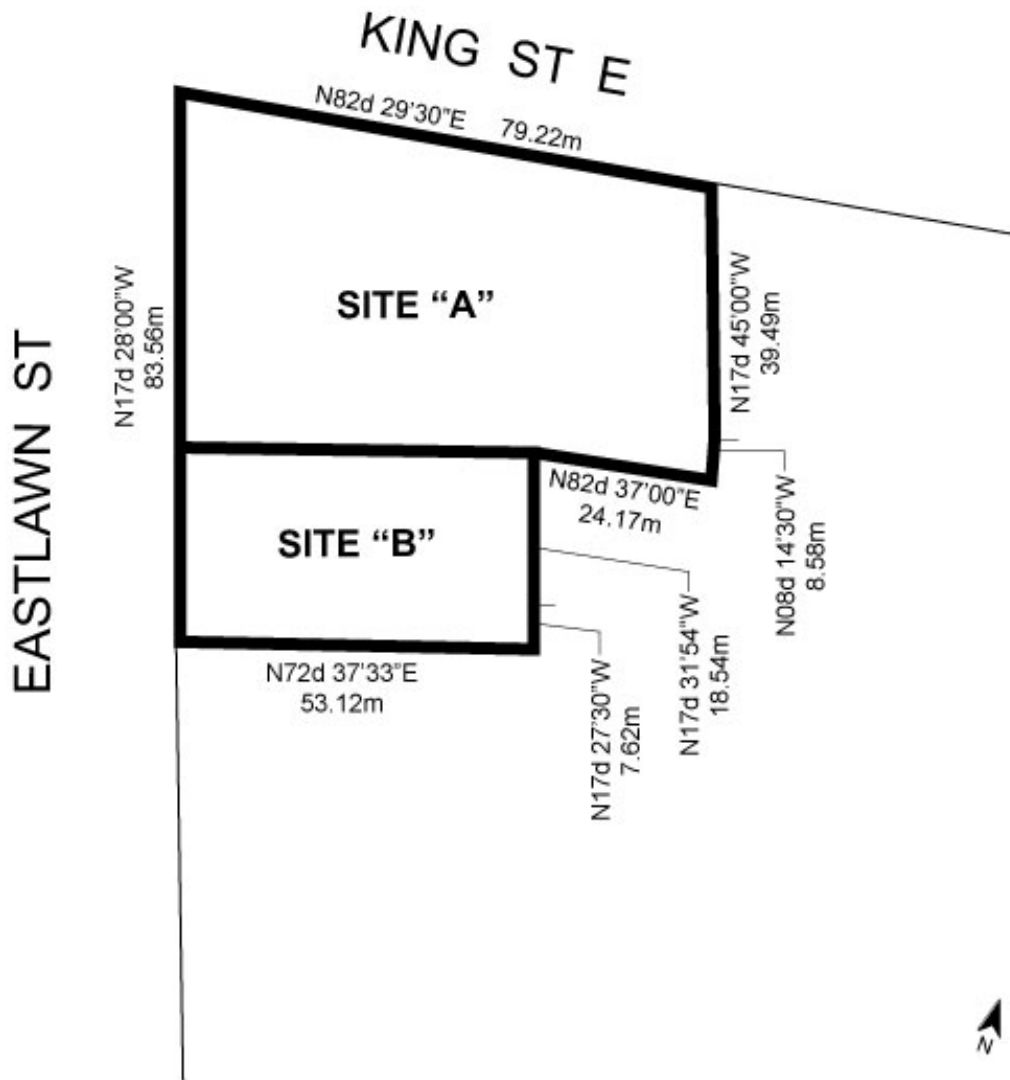 KING ST E
N82d 29'30"E 79.22m
SITE “A”
N17d 28'00"W
83.56m
N17d 45'00"W
39.49m
EASTLAWN ST
N82d 37'00"E
24.17m
N08d 14'30"W
8.58m
SITE “B”
N72d 37'33"E
53.12m
N17d 31'54"W
18.54m
N17d 27'30"W
7.62m
N